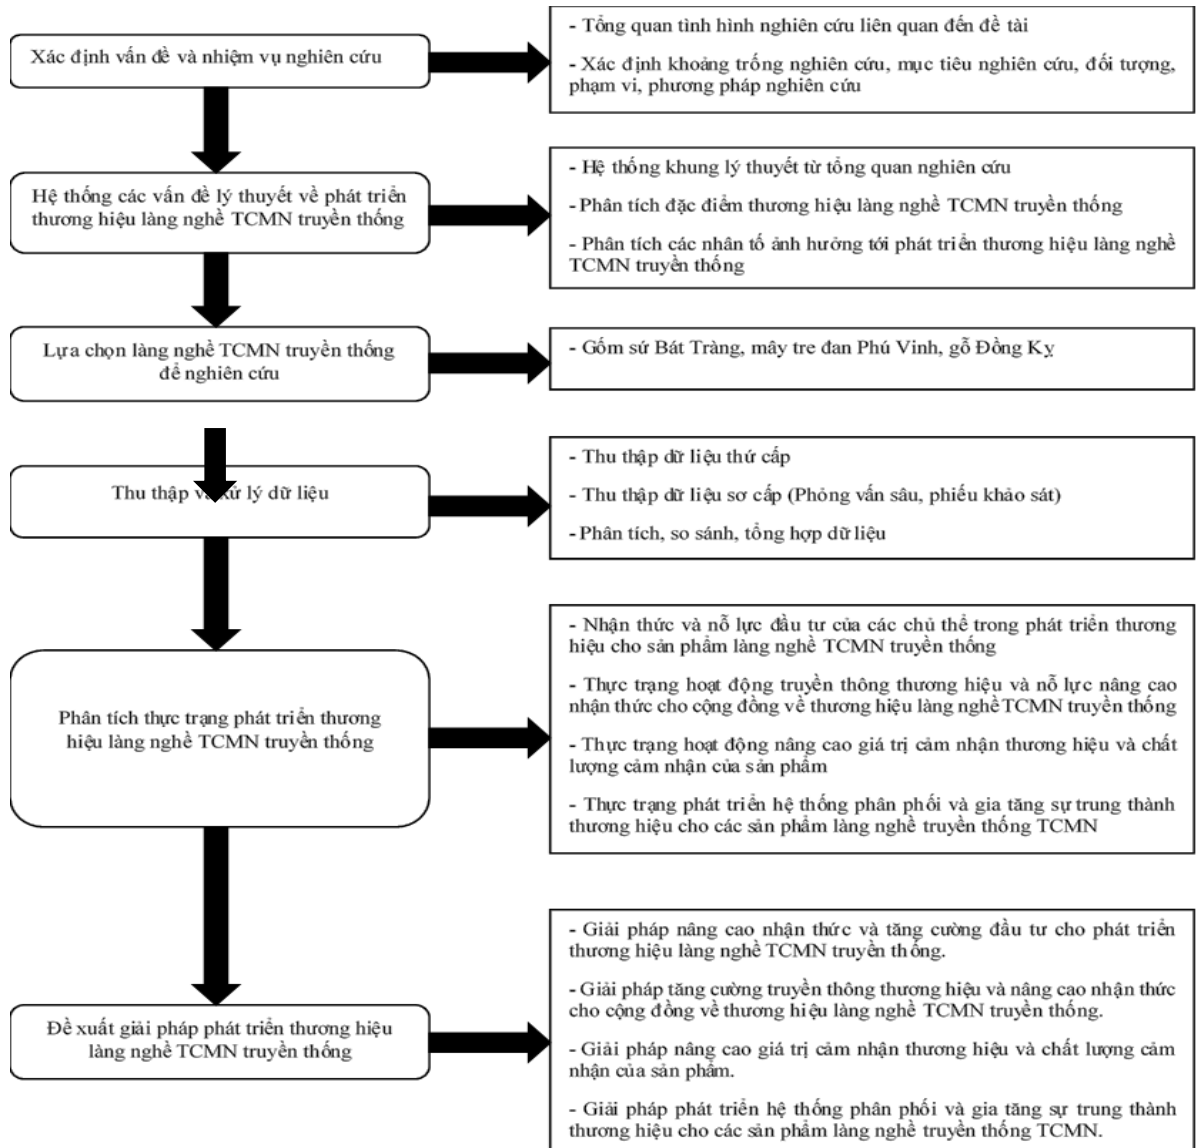 Xác định vấn đề và nhiệm vụ nghiên cứu
- Tổng quan tình hình nghiên cứu liên quan đến đề tài
- Xác định khoảng trống nghiên cứu, mục tiêu nghiên cứu, đối tượng,
phạm vi, phương pháp nghiên cứu
Hệ thống các vấn đề lý thuyết về phát triển
thương hiệu làng nghề TCMN truyền thống
- Hệ thống khung lý thuyết từ tổng quan nghiên cứu
- Phân tích đặc điểm thương hiệu làng nghề TCMN truyền thống
- Phân tích các nhân tố ảnh hưởng tới phát triển thương hiệu làng nghề
TCMN truyền thống
Lựa chọn làng nghề TCMN truyền thống
để nghiên cứu
- Gốm sứ Bát Tràng, mây tre đan Phú Vinh, gỗ Đồng Kỵ
Thu thập và xử lý dữ liệu
- Thu thập dữ liệu thứ cấp
- Thu thập dữ liệu sơ cấp (Phỏng vấn sâu, phiếu khảo sát)
- Phân tích, so sánh, tổng hợp dữ liệu
Phân tích thực trạng phát triển thương
hiệu làng nghề TCMN truyền thống
- Nhận thức và nỗ lực đầu tư của các chủ thể trong phát triển thương
hiệu cho sản phẩm làng nghề TCMN truyền thống
- Thực trạng hoạt động truyền thông thương hiệu và nỗ lực nâng cao
nhận thức cho cộng đồng về thương hiệu làng nghề TCMN truyền thống
- Thực trạng hoạt động nâng cao giá trị cảm nhận thương hiệu và chất
lượng cảm nhận của sản phẩm
- Thực trạng phát triển hệ thống phân phối và gia tăng sự trung thành
thương hiệu cho các sản phẩm làng nghề truyền thống TCMN
Đề xuất giải pháp phát triển thương hiệu
làng nghề TCMN truyền thống
- Giải pháp nâng cao nhận thức và tăng cường đầu tư cho phát triển
thương hiệu làng nghề TCMN truyền thống.
- Giải pháp tăng cường truyền thông thương hiệu và nâng cao nhận thức
cho cộng đồng về thương hiệu làng nghề TCMN truyền thống.
- Giải pháp nâng cao giá trị cảm nhận thương hiệu và chất lượng cảm
nhận của sản phẩm.
- Giải pháp phát triển hệ thống phân phối và gia tăng sự trung thành
thương hiệu cho các sản phẩm làng nghề truyền thống TCMN.